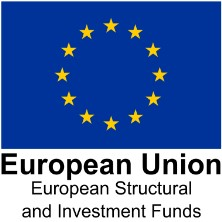 European Union
European Structural
and Investment Funds